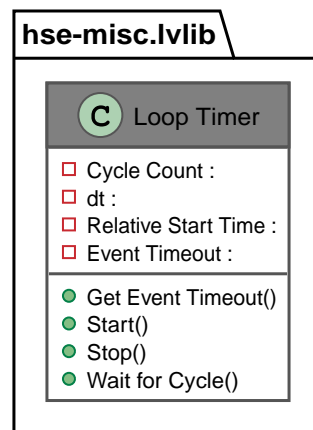 hse-misc.lvlib
C Loop Timer
Cycle Count :
dt :
Relative Start Time :
Event Timeout :
Get Event Timeout()
Start()
Stop()
Wait for Cycle()